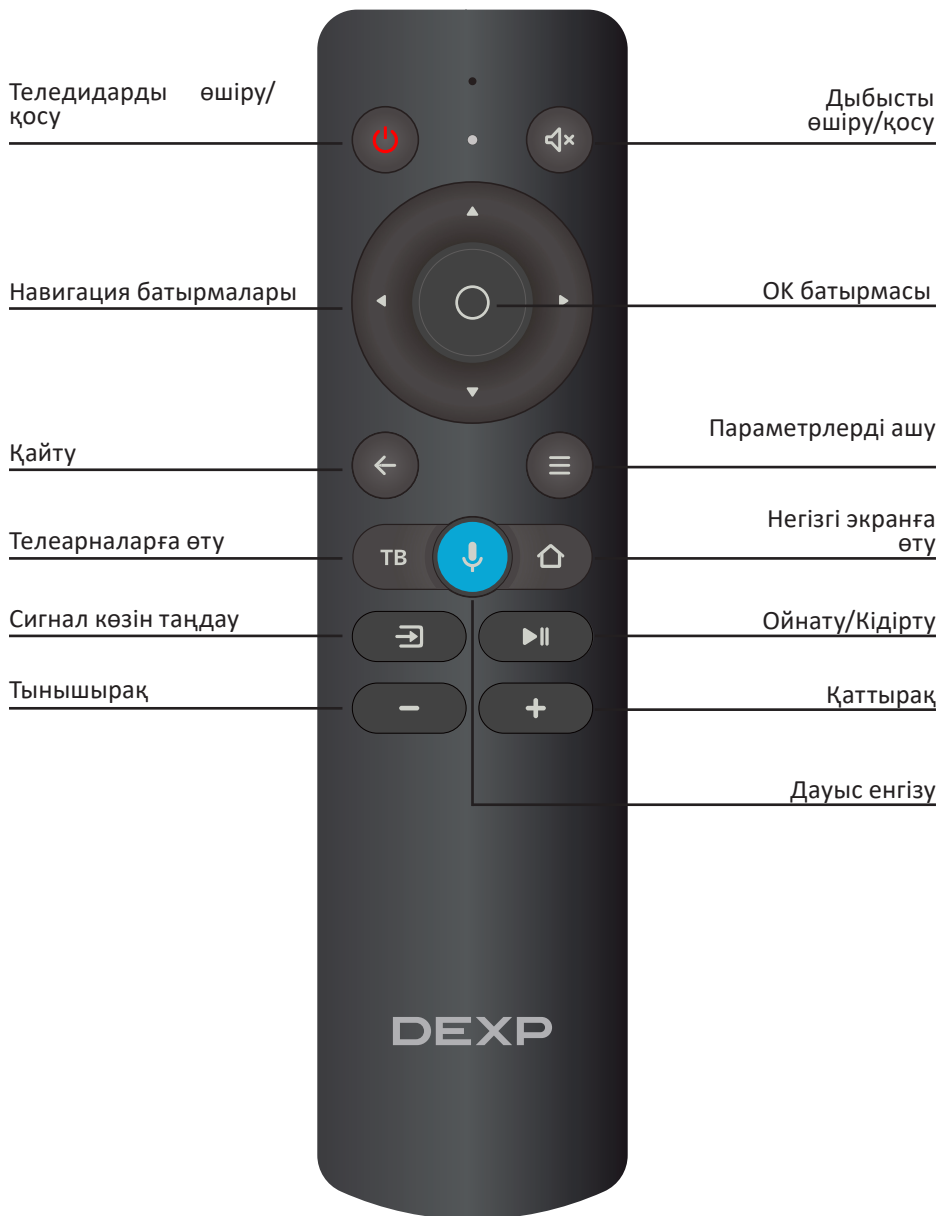 Теледидарды өшіру/
қосу
Дыбысты
өшіру/қосу
Навигация батырмалары
ОК батырмасы
Қайту
Параметрлерді ашу
Телеарналарға өту
ТВ
Негізгі экранға
өту
Сигнал көзін таңдау
Ойнату/Кідірту
Тынышырақ
Қаттырақ
Дауыс енгізу
DEXP